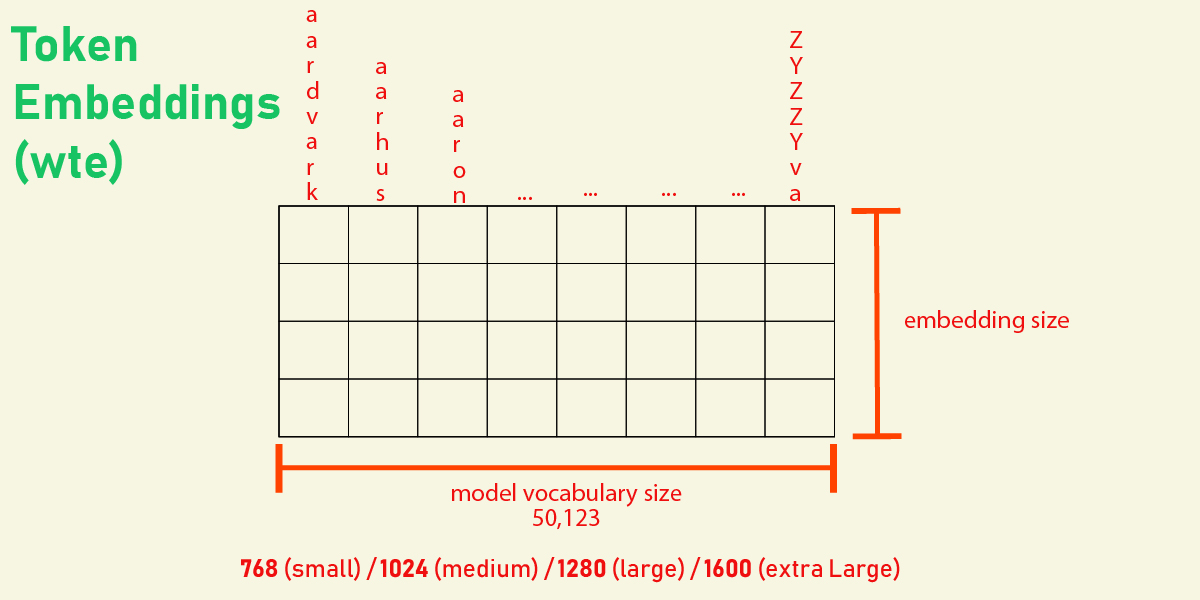 Token
Embeddings
(wte)
aardvark
aarhus
aaron
...
...
...
...
ZYZZYva
embedding size
model vocabulary size
50,123
768 (small) / 1024 (medium) / 1280 (large) / 1600 (extra Large)